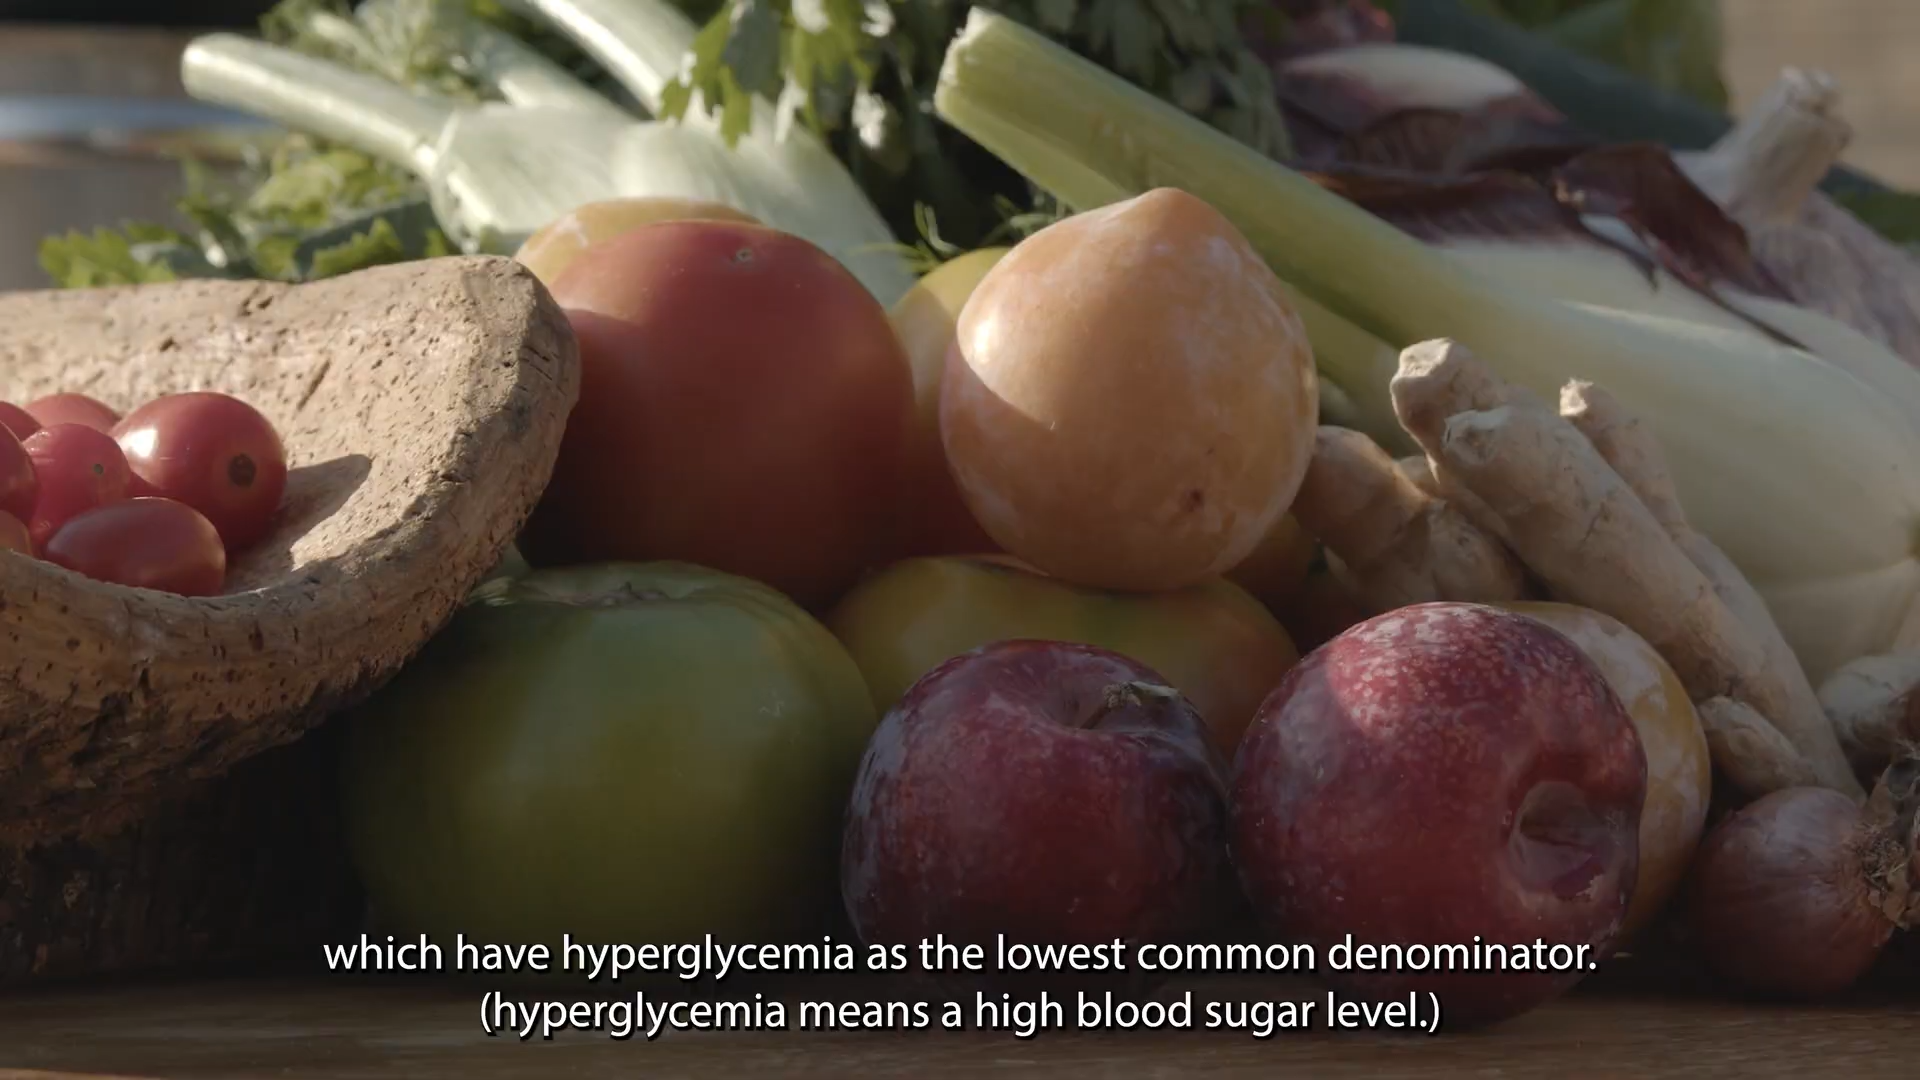 which have hyperglycemia as the lowest common denominator.
(hyperglycemia means a high blood sugar level.)